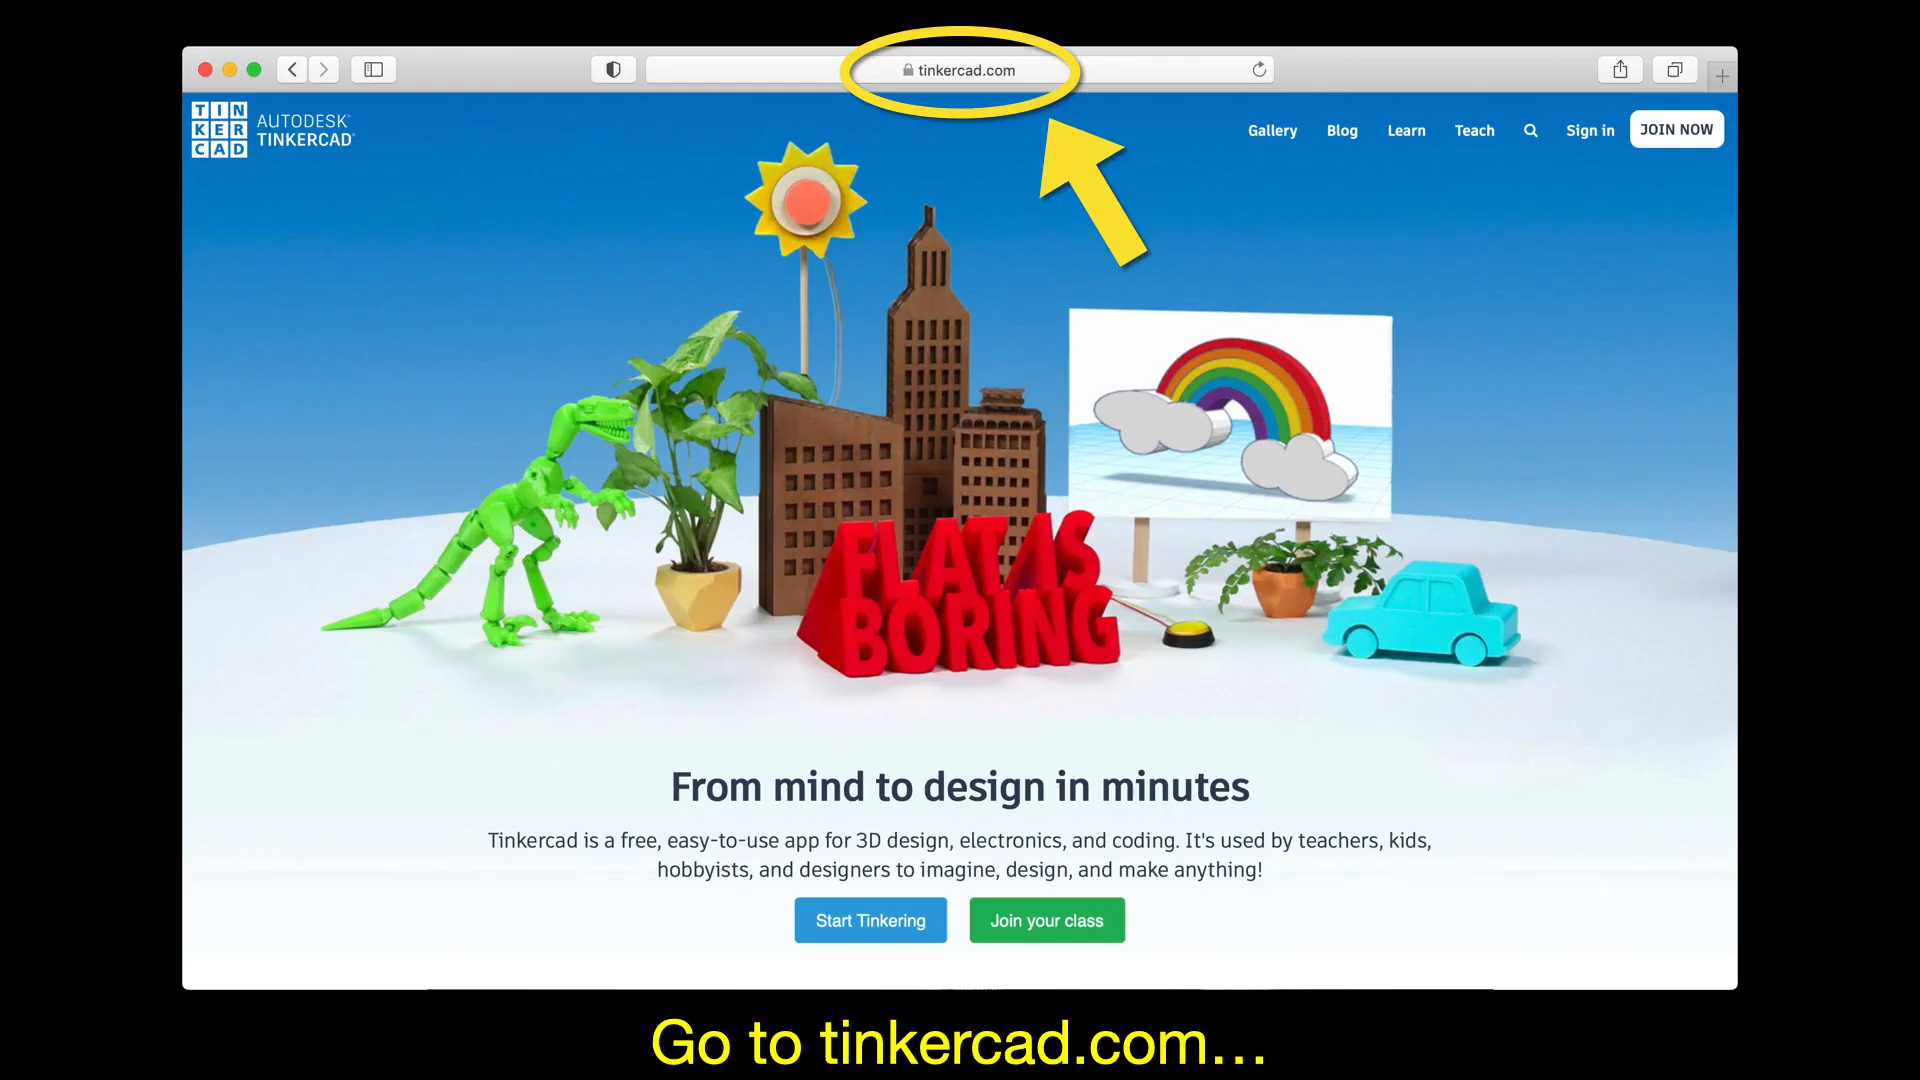 tinkercad.com
TIN
KER
CAD
AUTODESK®
TINKERCAD®
Gallery
Blog
Learn
Teach
Sign in
JOIN NOW
FLAT IS
BORING
From mind to design in minutes
Tinkercad is a free, easy-to-use app for 3D design, electronics, and coding. It's used by teachers, kids,
hobbyists, and designers to imagine, design, and make anything!
Start Tinkering
Join your class
Go to tinkercad.com...